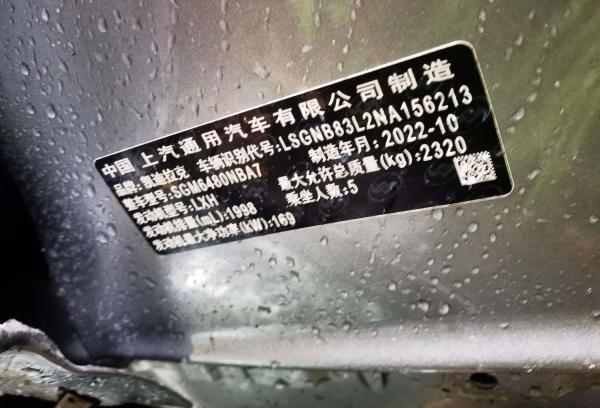 中国 上汽通用汽车有限公司制造
品牌:凯迪拉克 车辆识别代号:LSGNB83L2NA156213
整车型号:SGM6480NBA7 制造年月:2022-10
发动机型号:LXH 最大允许总质量(kg):2320
发动机排量(mL):1998 乘坐人数:5
发动机最大净功率(kW):169